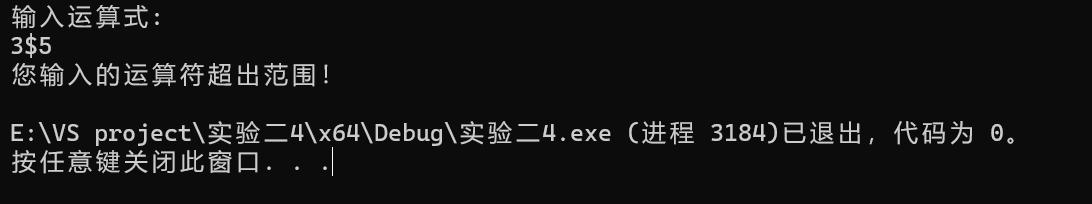 输入运算式:
3$5
您输入的运算符超出范围!
E:\VS project\实验二4\x64\Debug\实验二4.exe (进程 3184)已退出，代码为 0。
按任意键关闭此窗口. . .